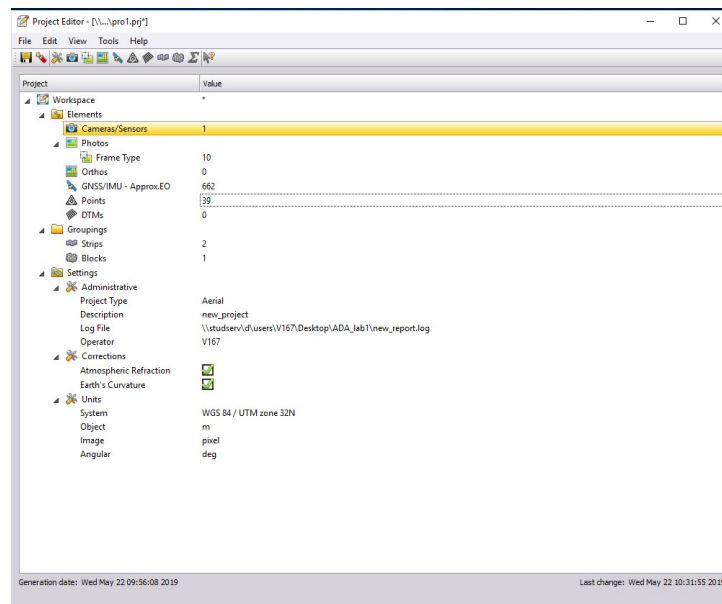 Project Editor - [\\...\pro1.prj*]
File Edit View Tools Help
Project Value
Workspace *
Elements
Cameras/Sensors 1
Photos
Frame Type 10
Orthos 0
GNSS/IMU - Approx.EO 662
Points 39
DTMs 0
Groupings
Strips 2
Blocks 1
Settings
Administrative
Project Type Aerial
Description new_project
Log File \\studserv\d\users\V167\Desktop\ADA_lab1\new_report.log
Operator V167
Corrections
Atmospheric Refraction
Earth's Curvature
Units
System WGS 84 / UTM zone 32N
Object m
Image pixel
Angular deg
Generation date: Wed May 22 09:56:08 2019 Last change: Wed May 22 10:31:55 2019